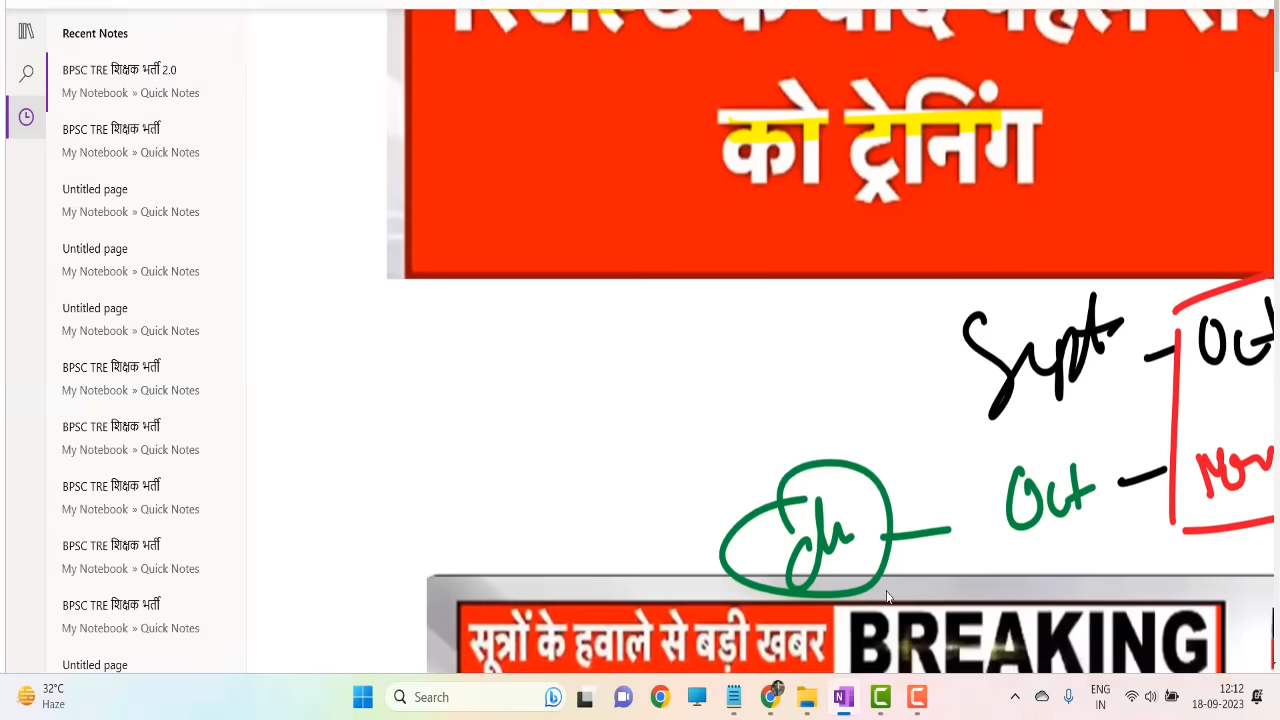 Recent Notes
BPSC TRE शिक्षक भर्ती 2.0
My Notebook » Quick Notes
BPSC TRE शिक्षक भर्ती
My Notebook » Quick Notes
Untitled page
My Notebook » Quick Notes
Untitled page
My Notebook » Quick Notes
Untitled page
My Notebook » Quick Notes
BPSC TRE शिक्षक भर्ती
My Notebook » Quick Notes
BPSC TRE शिक्षक भर्ती
My Notebook » Quick Notes
BPSC TRE शिक्षक भर्ती
My Notebook » Quick Notes
BPSC TRE शिक्षक भर्ती
My Notebook » Quick Notes
BPSC TRE शिक्षक भर्ती
My Notebook » Quick Notes
Untitled page
को ट्रेनिंग
Sept - Oct
Oct - Nov
सूत्रों के हवाले से बड़ी खबर BREAKING
32°C
Haze
Search
ENG
IN
12:12
18-09-2023